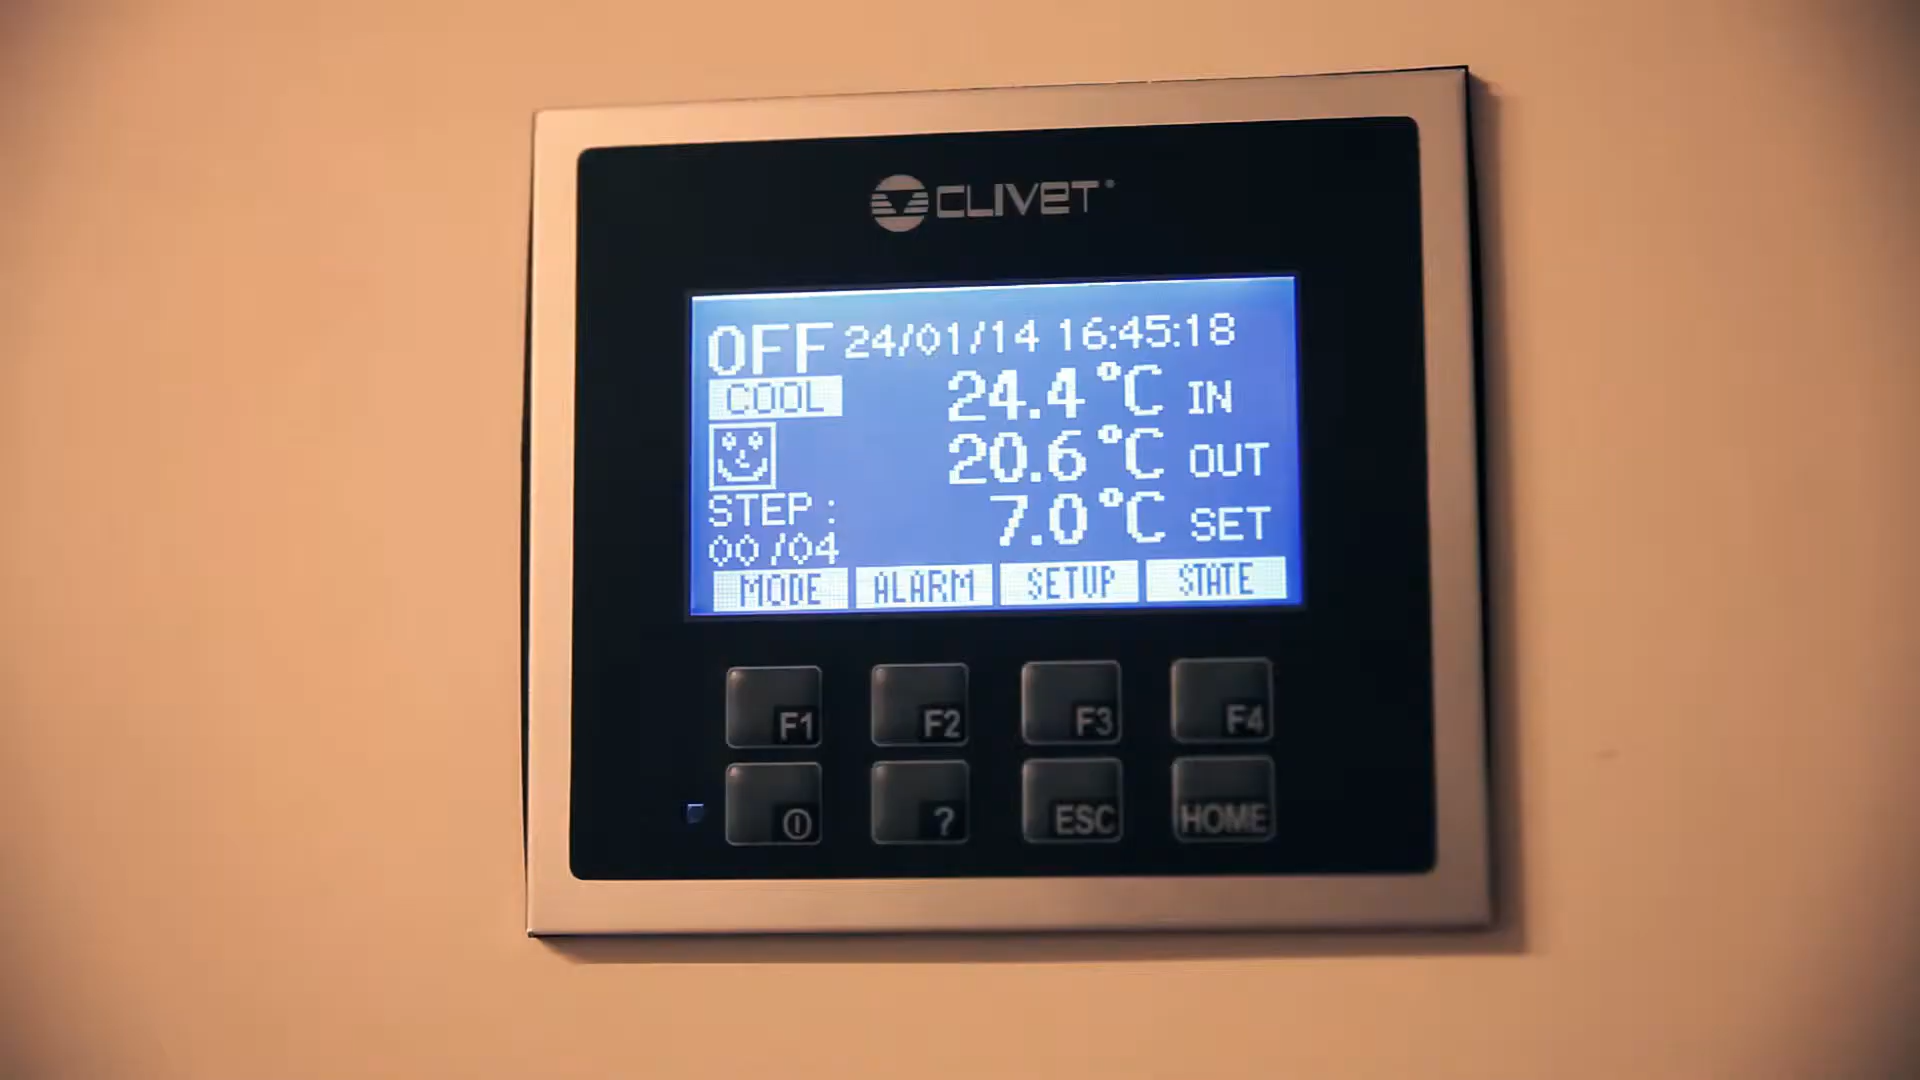 CLIVET
OFF 24/01/14 16:45:18
COOL 24.4°C IN
20.6°C OUT
STEP : 7.0°C SET
00/04
MODE ALARM SETUP STATE
F1 F2 F3 F4
? ESC HOME